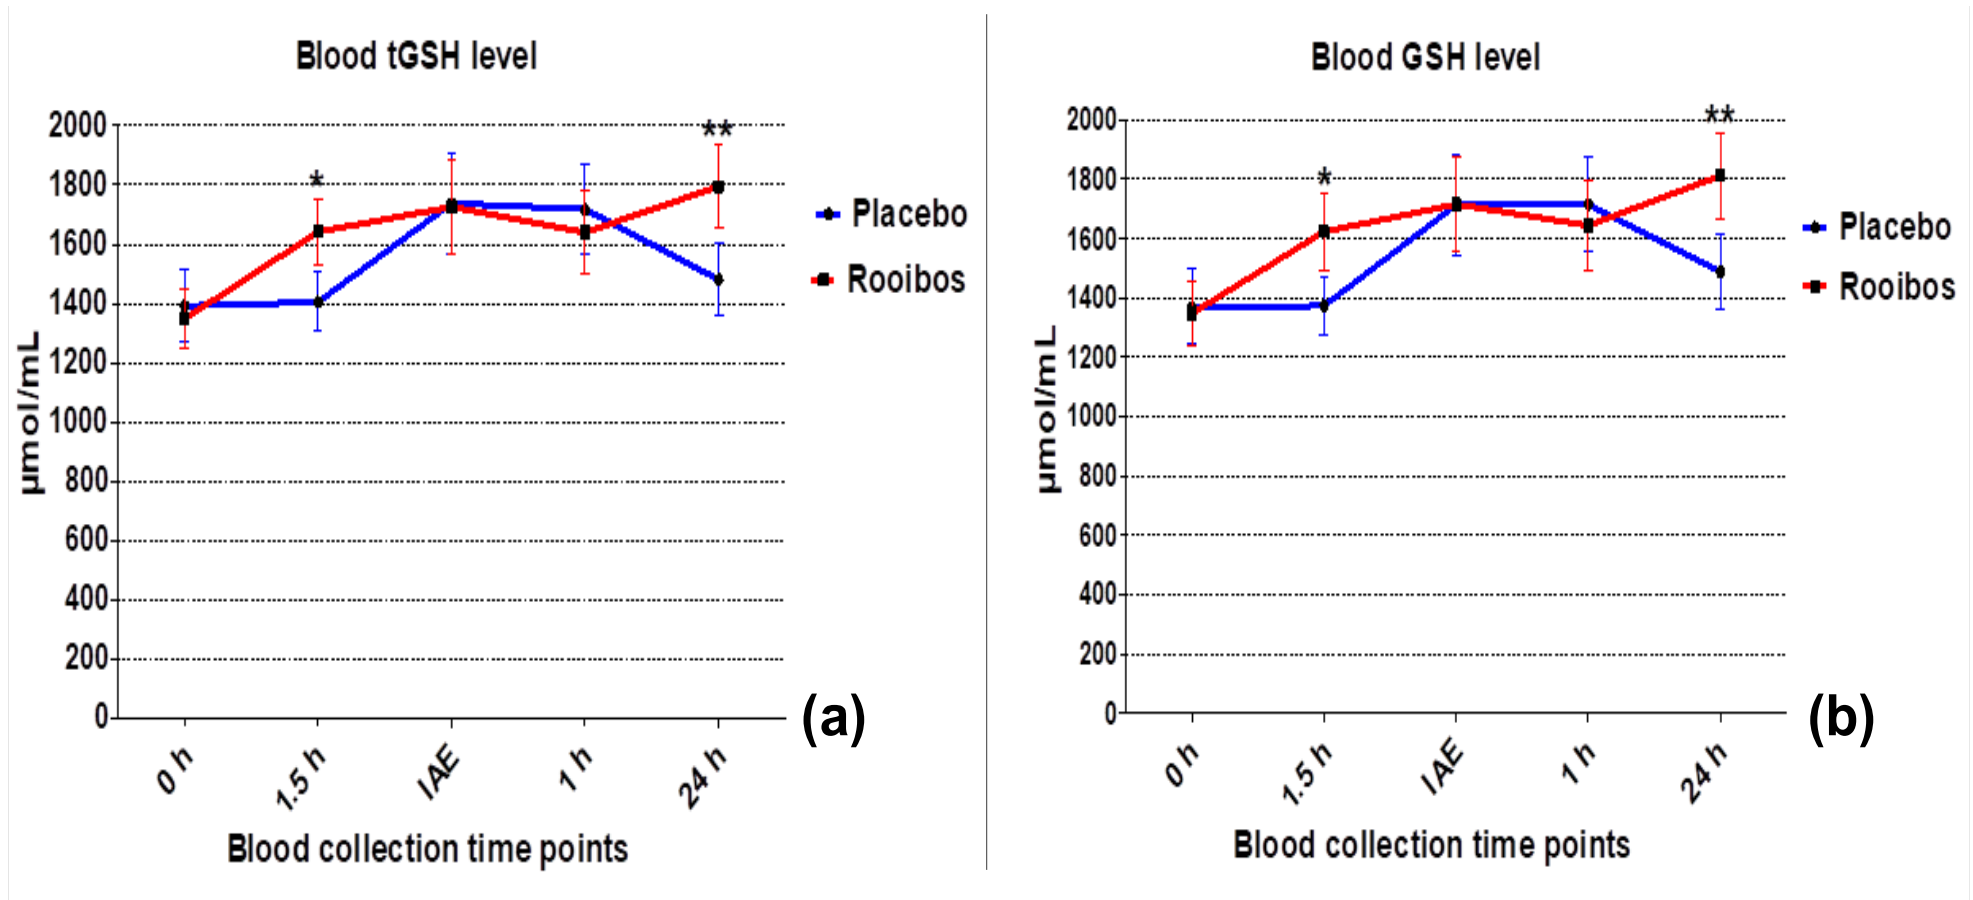 Blood tGSH level
2000
1800
1600
1400
1200
1000
800
600
400
200
0
µmol/mL
*
**
Placebo
Rooibos
0 h
1.5 h
IAE
1 h
24 h
Blood collection time points
(a)
Blood GSH level
2000
1800
1600
1400
1200
1000
800
600
400
200
0
µmol/mL
*
**
Placebo
Rooibos
0 h
1.5 h
IAE
1 h
24 h
Blood collection time points
(b)